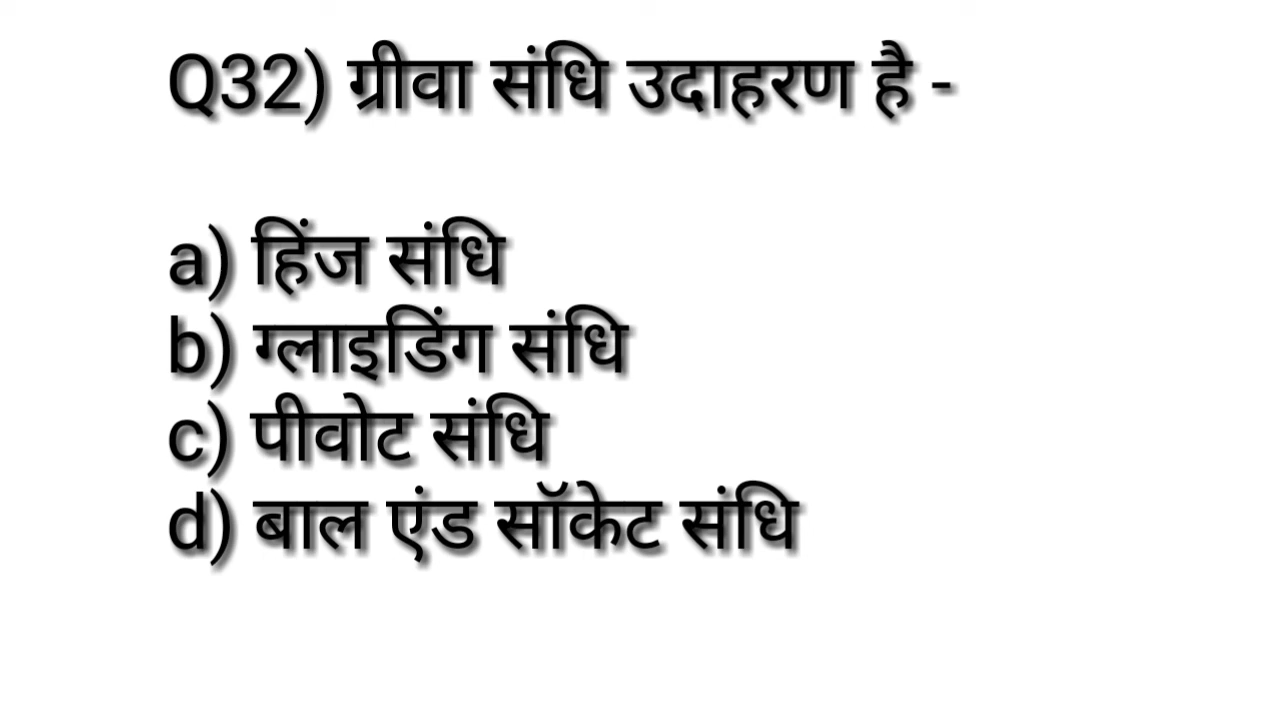 Q32) ग्रीवा संधि उदाहरण है -
a) हिंज संधि
b) ग्लाइडिंग संधि
c) पीवोट संधि
d) बाल एंड सॉकेट संधि